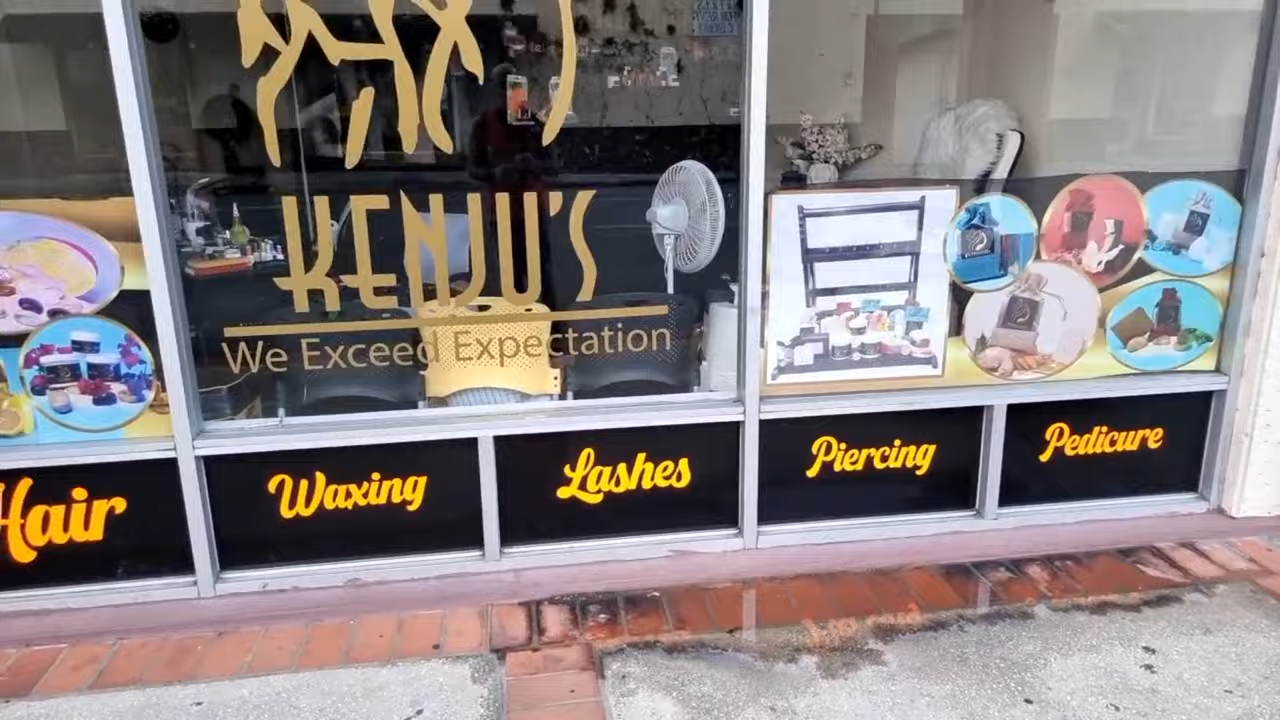 KENJU'S
We Exceed Expectation
Hair
Waxing
Lashes
Piercing
Pedicure